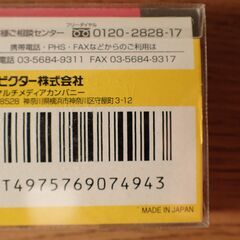 フリーダイヤル
様ご相談センター 0120-2828-17
携帯電話・PHS・FAXなどからのご利用は
03-5684-9311 FAX 03-5684-9317
ビクター株式会社
マルチメディアカンパニー
8528 神奈川県横浜市神奈川区守屋町3-12
T4975769074943
MADE IN JAPAN